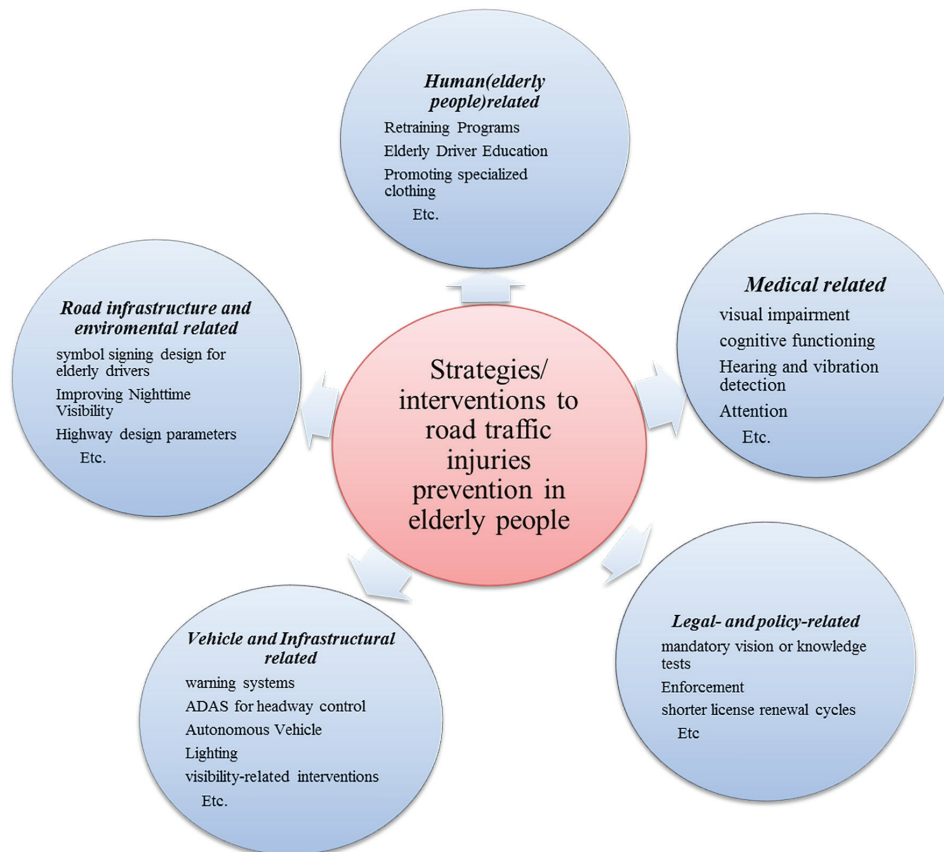 Human(elderly
people)related
Retraining Programs
Elderly Driver Education
Promoting specialized
clothing
Etc.
Medical related
visual impairment
cognitive functioning
Hearing and vibration
detection
Attention
Etc.
Road infrastructure and
enviromental related
symbol signing design for
elderly drivers
Improving Nighttime
Visibility
Highway design parameters
Etc.
Strategies/
interventions to
road traffic
injuries
prevention in
elderly people
Legal- and policy-related
mandatory vision or knowledge
tests
Enforcement
shorter license renewal cycles
Etc
Vehicle and Infrastructural
related
warning systems
ADAS for headway control
Autonomous Vehicle
Lighting
visibility-related interventions
Etc.